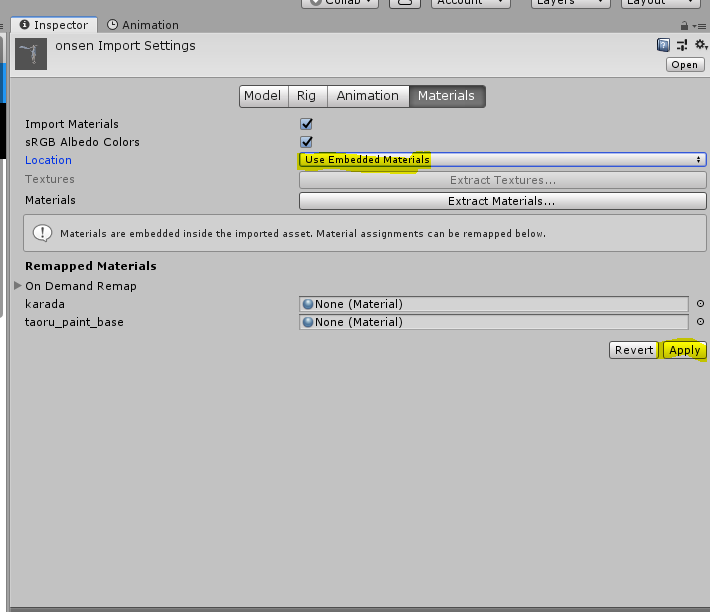 Collab Account Layers Layout
Inspector Animation
onsen Import Settings
Open
Model Rig Animation Materials
Import Materials
sRGB Albedo Colors
Location Use Embedded Materials
Textures Extract Textures...
Materials Extract Materials...
Materials are embedded inside the imported asset. Material assignments can be remapped below.
Remapped Materials
On Demand Remap
karada None (Material)
taoru_paint_base None (Material)
Revert Apply